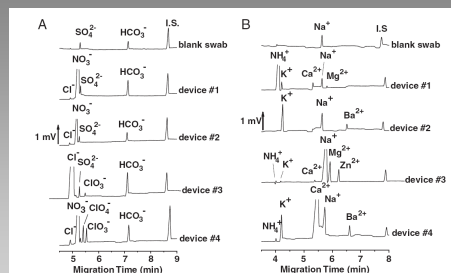 A
I.S.
SO₄²⁻
HCO₃⁻
blank swab
NO₃⁻
Cl⁻
SO₄²⁻
HCO₃⁻
device #1
NO₃⁻
1 mV
Cl⁻
SO₄²⁻
HCO₃⁻
device #2
Cl⁻
SO₄²⁻
ClO₃⁻
HCO₃⁻
device #3
NO₃⁻
ClO₄⁻
Cl⁻
ClO₃⁻
HCO₃⁻
device #4
5 6 7 8 9
Migration Time (min)
B
Na⁺
I.S
blank swab
NH₄⁺
K⁺
Ca²⁺
Na⁺
Mg²⁺
device #1
K⁺
1 mV
Na⁺
Ba²⁺
device #2
Na⁺
Mg²⁺
NH₄⁺
K⁺
Ca²⁺
Zn²⁺
device #3
Ca²⁺
K⁺
Na⁺
NH₄⁺
Ba²⁺
device #4
4 5 6 7 8
Migration Time (min)